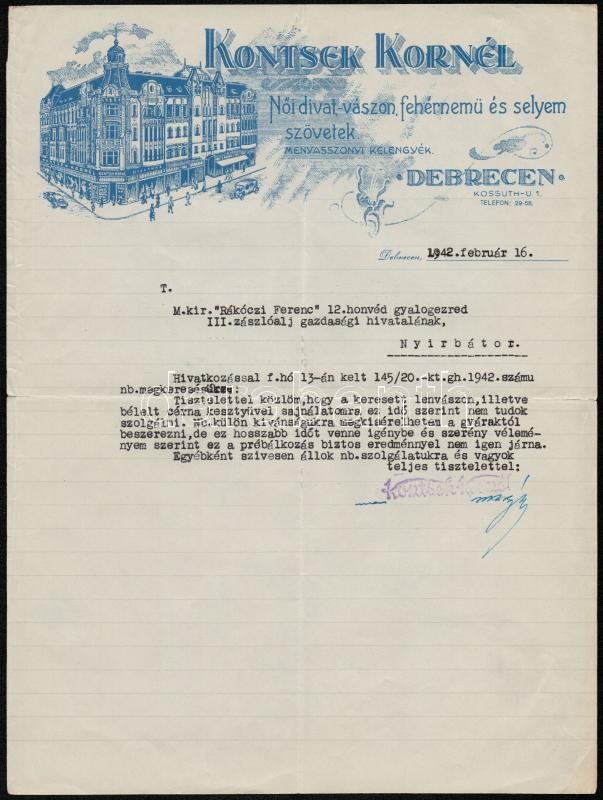 KONTSEK KORNÉL
Női divat-vászon, fehérnemü és selyem
szövetek
MENYASSZONYI KELENGYÉK.
• DEBRECEN •
KOSSUTH-U. 1.
TELEFON: 29-58.
Debrecen, 1942.február 16.
T.
M.kir."Rákóczi Ferenc" 12.honvéd gyalogezred
III.zászlóalj gazdasági hivatalának,
Nyirbátor.
Hivatkozással f.hó 13-án kelt 145/20.-kt.gh.1942.számu
nb.megkeresésükre:
Tisztelettel közlöm,hogy a keresett lenvászon,illetve
bélelt cérna kesztyüvel sajnálatomra ez idő szerint nem tudok
szolgálni. Nb.külön kivánságukra megkisérelhetem a gyáraktól
beszerezni,de ez hosszabb időt venne igénybe és szerény vélemé-
nyem szerint ez a próbálkozás biztos eredménnyel nem igen járna.
Egyébként szivesen állok nb.szolgálatukra és vagyok
teljes tisztelettel:
Kontsek Kornél